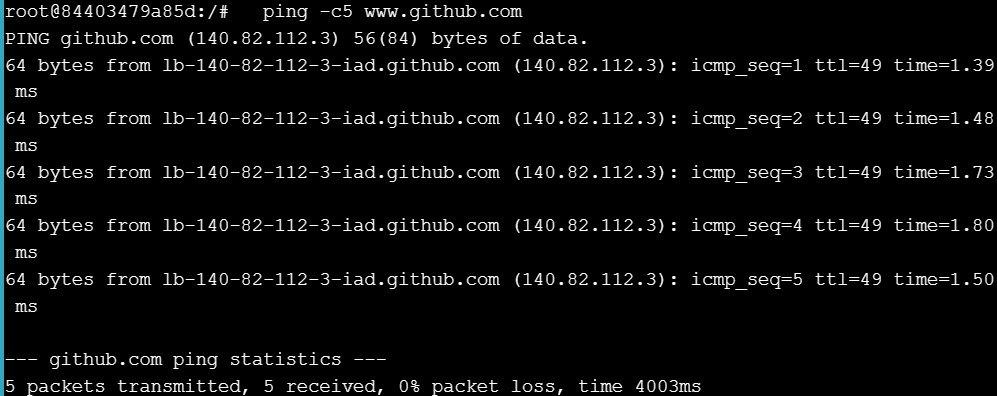 root@84403479a85d:/#   ping -c5 www.github.com
PING github.com (140.82.112.3) 56(84) bytes of data.
64 bytes from lb-140-82-112-3-iad.github.com (140.82.112.3): icmp_seq=1 ttl=49 time=1.39
 ms
64 bytes from lb-140-82-112-3-iad.github.com (140.82.112.3): icmp_seq=2 ttl=49 time=1.48
 ms
64 bytes from lb-140-82-112-3-iad.github.com (140.82.112.3): icmp_seq=3 ttl=49 time=1.73
 ms
64 bytes from lb-140-82-112-3-iad.github.com (140.82.112.3): icmp_seq=4 ttl=49 time=1.80
 ms
64 bytes from lb-140-82-112-3-iad.github.com (140.82.112.3): icmp_seq=5 ttl=49 time=1.50
 ms
--- github.com ping statistics ---
5 packets transmitted, 5 received, 0% packet loss, time 4003ms